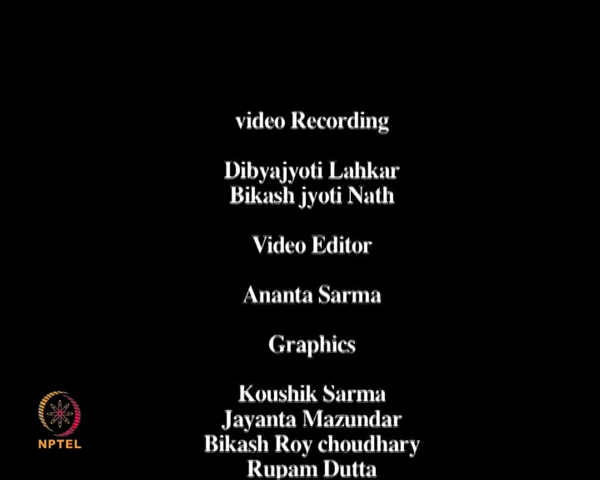 video Recording
Dibyajyoti Lahkar
Bikash jyoti Nath
Video Editor
Ananta Sarma
Graphics
Koushik Sarma
Jayanta Mazundar
Bikash Roy choudhary
Rupam Dutta
NPTEL